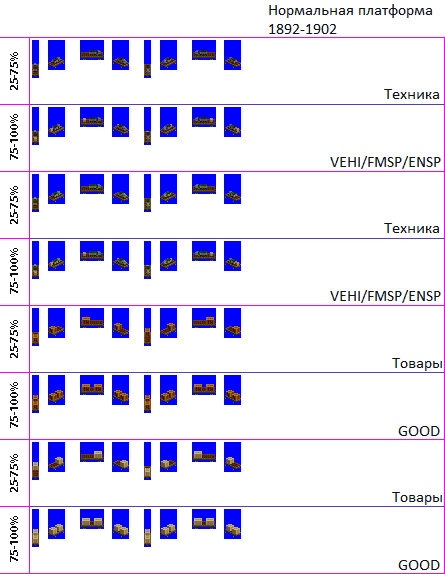 Нормальная платформа
1892-1902
25-75%
Техника
75-100%
VEHI/FMSP/ENSP
25-75%
Техника
75-100%
VEHI/FMSP/ENSP
25-75%
Товары
75-100%
GOOD
25-75%
Товары
75-100%
GOOD